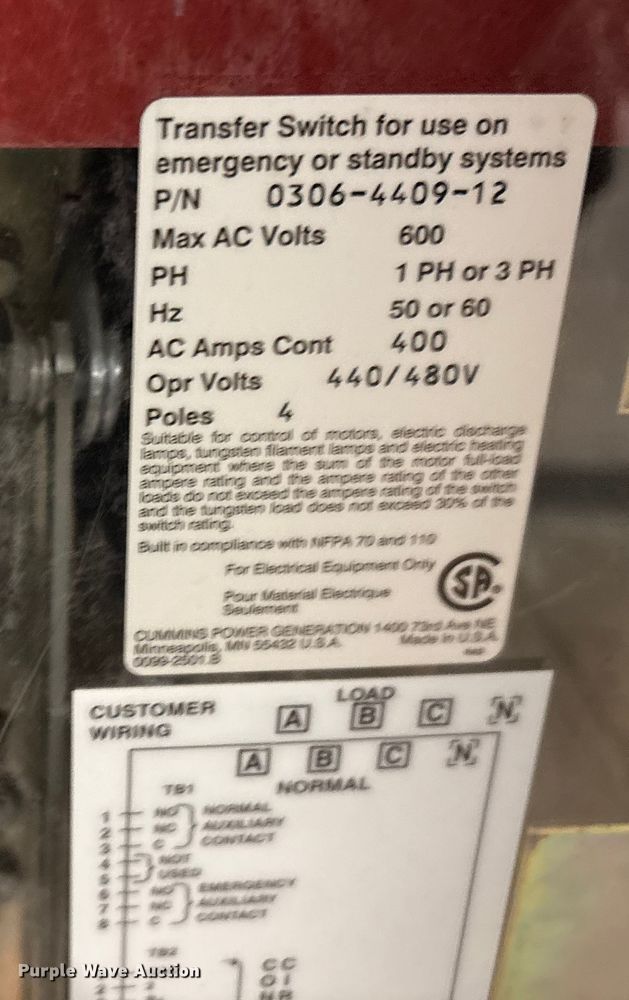 Transfer Switch for use on
emergency or standby systems
P/N 0306-4409-12
Max AC Volts 600
PH 1 PH or 3 PH
Hz 50 or 60
AC Amps Cont 400
Opr Volts 440/480V
Poles 4
Suitable for control of motors, electric discharge
lamps, tungsten filament lamps and electric heating
equipment where the sum of the motor full-load
ampere rating and the ampere rating of the other
loads do not exceed the ampere rating of the switch
and the tungsten load does not exceed 30% of the
switch rating.
Built in compliance with NFPA 70 and 110
For Electrical Equipment Only
Pour Material Electrique
Seulement
SA
CUMMINS POWER GENERATION 1400 73rd Ave NE
Minneapolis, MN 55432 U.S.A. Made in U.S.A.
0099-2501.B
CUSTOMER
WIRING
LOAD
A B C N
A B C N
NORMAL
TB1
1 NO NORMAL
2 NC AUXILIARY
3 C CONTACT
4 NOT
5 USED
6 NO EMERGENCY
7 NC AUXILIARY
8 C CONTACT
TB2
C C
O I
N R
Purple Wave Auction